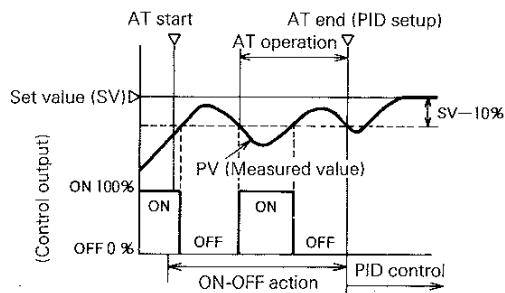 AT start
AT end (PID setup)
AT operation
Set value (SV)
SV—10%
PV (Measured value)
(Control output)
ON 100%
ON
ON
OFF 0 %
OFF
OFF
ON-OFF action
PID control